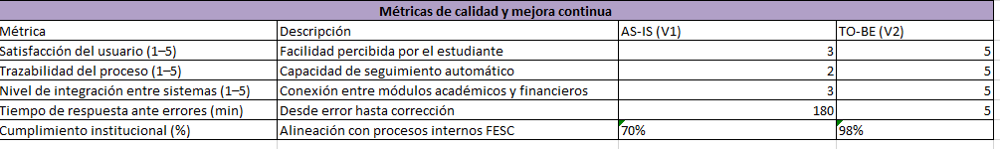 Métricas de calidad y mejora continua
Métrica Descripción AS-IS (V1) TO-BE (V2)
Satisfacción del usuario (1–5) Facilidad percibida por el estudiante 3 5
Trazabilidad del proceso (1–5) Capacidad de seguimiento automático 2 5
Nivel de integración entre sistemas (1–5) Conexión entre módulos académicos y financieros 3 5
Tiempo de respuesta ante errores (min) Desde error hasta corrección 180 5
Cumplimiento institucional (%) Alineación con procesos internos FESC 70% 98%